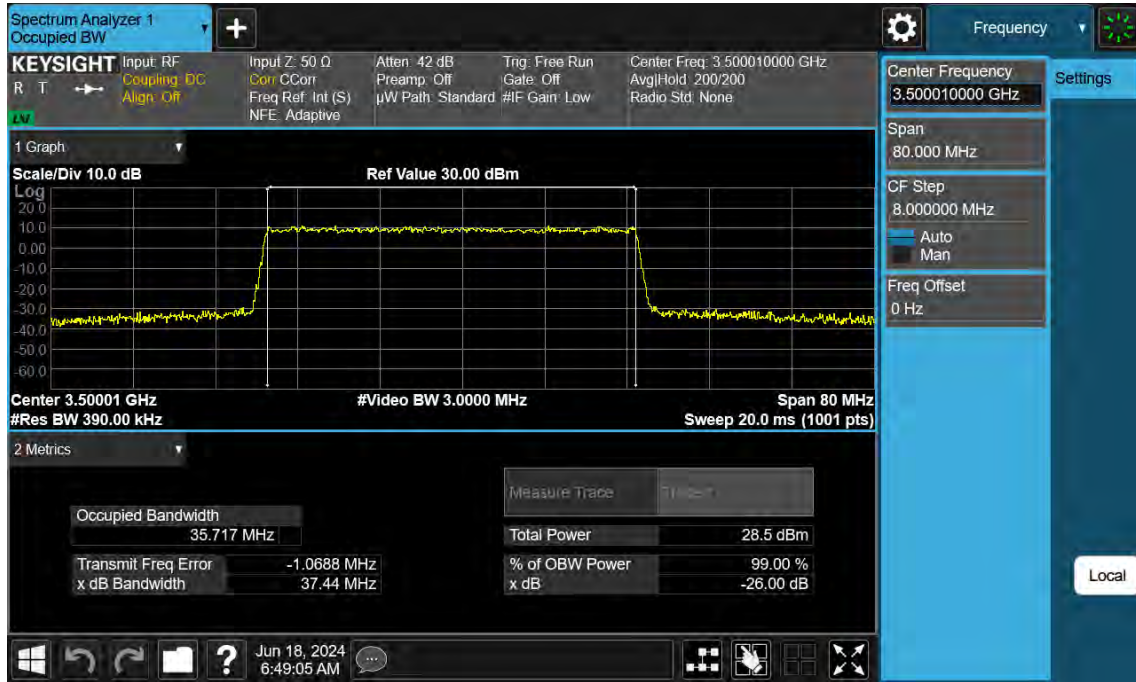 Spectrum Analyzer 1
Occupied BW
+
Frequency
KEYSIGHT
R T
LXI
Input: RF
Coupling: DC
Align: Off
Input Z: 50 Ω
Corr CCorr
Freq Ref: Int (S)
NFE: Adaptive
Atten: 42 dB
Preamp: Off
µW Path: Standard
Trig: Free Run
Gate: Off
#IF Gain: Low
Center Freq: 3.500010000 GHz
Avg|Hold: 200/200
Radio Std: None
Center Frequency
3.500010000 GHz
Settings
Span
80.000 MHz
CF Step
8.000000 MHz
Auto
Man
Freq Offset
0 Hz
Local
1 Graph
Scale/Div 10.0 dB
Ref Value 30.00 dBm
Log
20.0
10.0
0.00
-10.0
-20.0
-30.0
-40.0
-50.0
-60.0
Center 3.50001 GHz
#Video BW 3.0000 MHz
Span 80 MHz
#Res BW 390.00 kHz
Sweep 20.0 ms (1001 pts)
2 Metrics
Measure Trace
Occupied Bandwidth
35.717 MHz
Total Power 28.5 dBm
Transmit Freq Error -1.0688 MHz
% of OBW Power 99.00 %
x dB Bandwidth 37.44 MHz
x dB -26.00 dB
?
Jun 18, 2024
6:49:05 AM